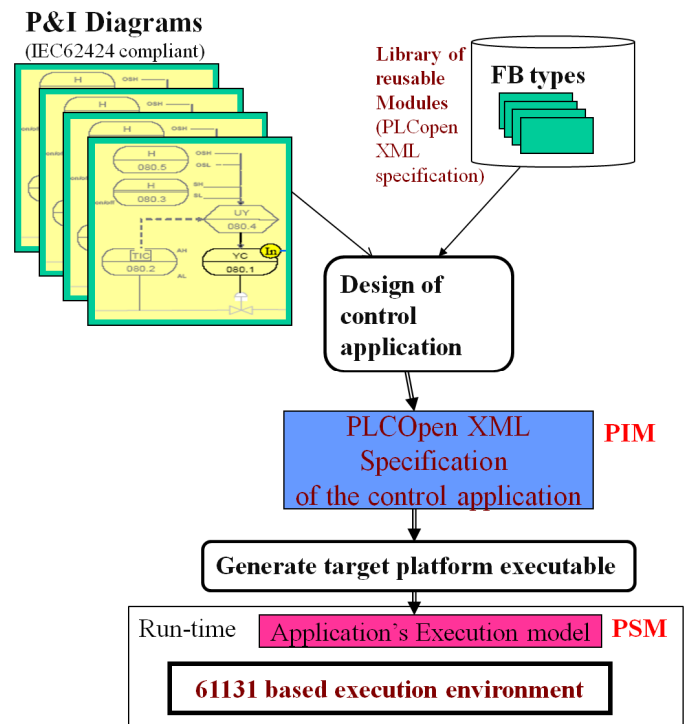 P&I Diagrams
(IEC62424 compliant)
Library of
reusable
Modules
(PLCopen
XML
specification)
FB types
H
OSH
H
OSH
H
OSH
H
OSH
080.5
OSL
H
SH
080.3
SL
UY
080.4
In
TIC
AH
YC
080.2
080.1
AL
Design of
control
application
PLCOpen XML
Specification
of the control application
PIM
Generate target platform executable
Run-time
Application's Execution model
PSM
61131 based execution environment